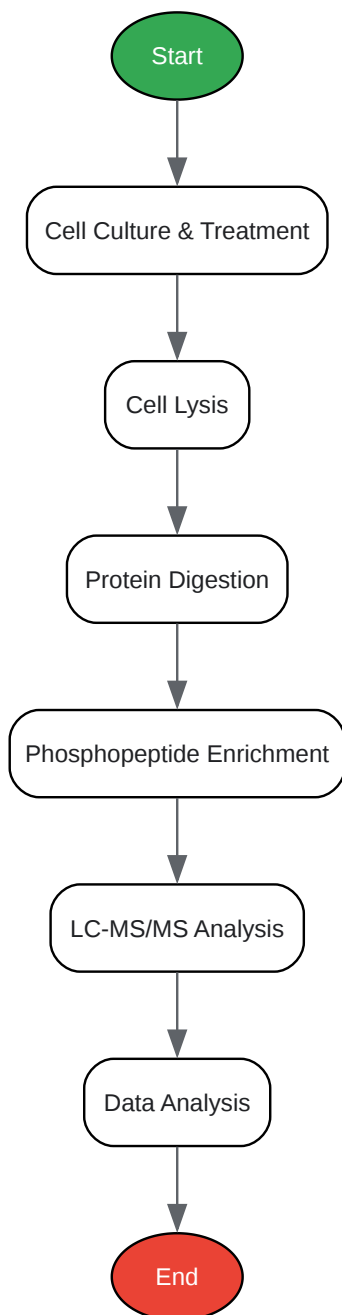 Start
Cell Culture & Treatment
Cell Lysis
Protein Digestion
Phosphopeptide Enrichment
LC-MS/MS Analysis
Data Analysis
End